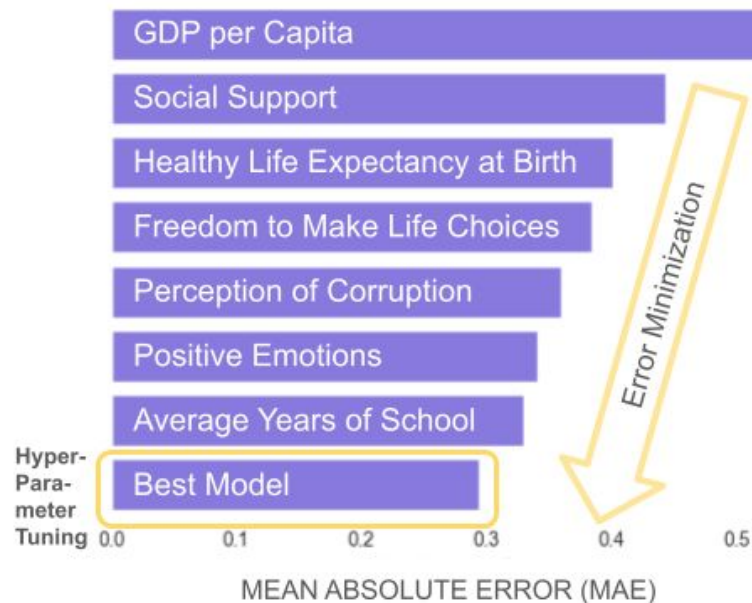 GDP per Capita
Social Support
Healthy Life Expectancy at Birth
Freedom to Make Life Choices
Perception of Corruption
Positive Emotions
Average Years of School
Best Model
Error Minimization
Hyper-
Para-
meter
Tuning
0.0 0.1 0.2 0.3 0.4 0.5
MEAN ABSOLUTE ERROR (MAE)